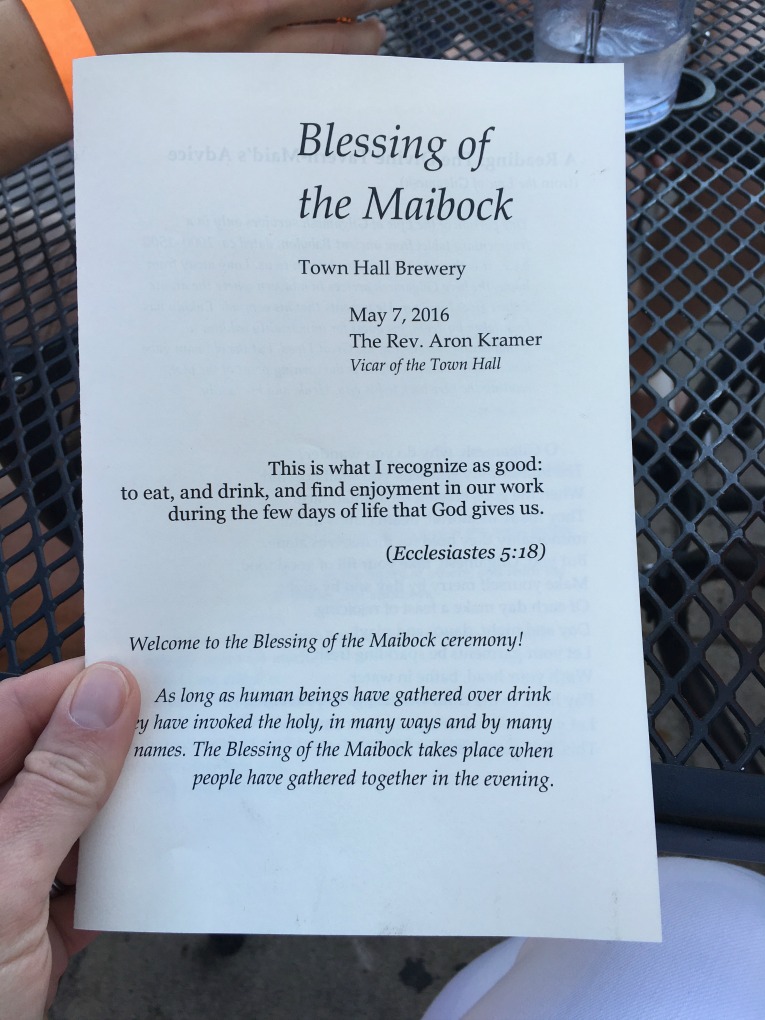 Blessing of
the Maibock
Town Hall Brewery
May 7, 2016
The Rev. Aron Kramer
Vicar of the Town Hall
This is what I recognize as good:
to eat, and drink, and find enjoyment in our work
during the few days of life that God gives us.
(Ecclesiastes 5:18)
Welcome to the Blessing of the Maibock ceremony!
As long as human beings have gathered over drink
ey have invoked the holy, in many ways and by many
names. The Blessing of the Maibock takes place when
people have gathered together in the evening.